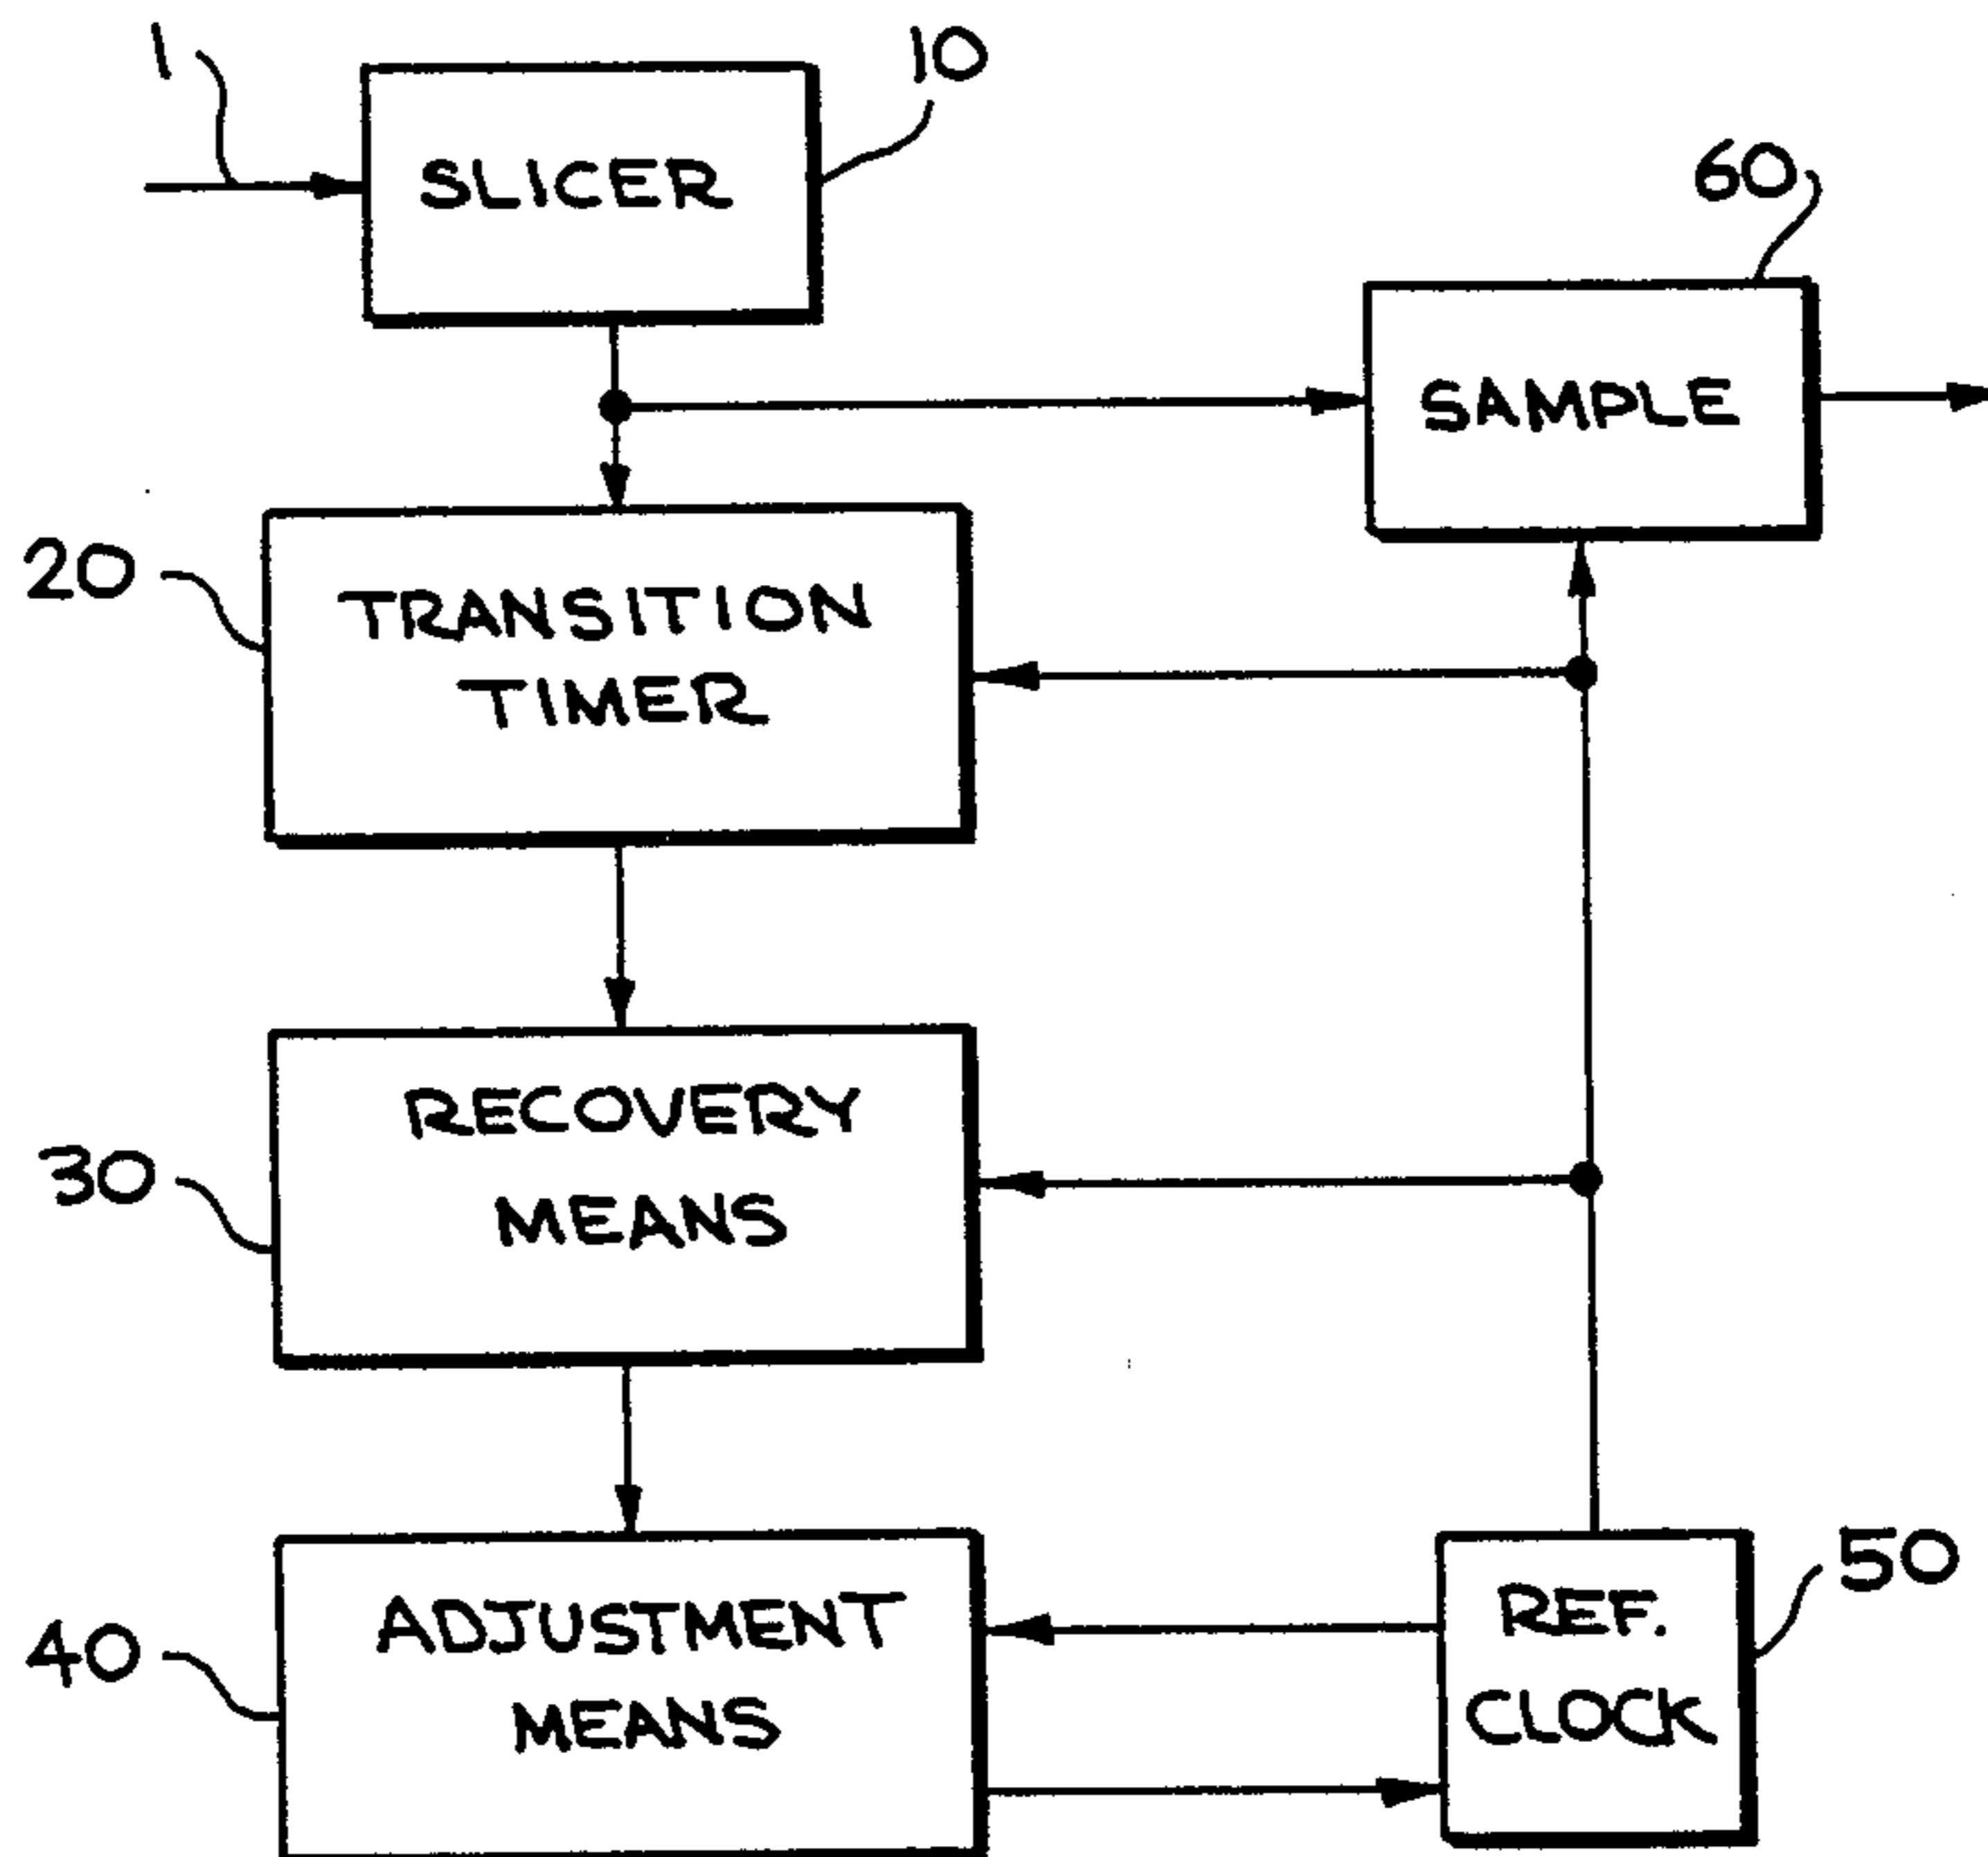 1
10
SLICER
60
SAMPLE
20
TRANSITION
TIMER
30
RECOVERY
MEANS
40
ADJUSTMENT
MEANS
50
REF.
CLOCK